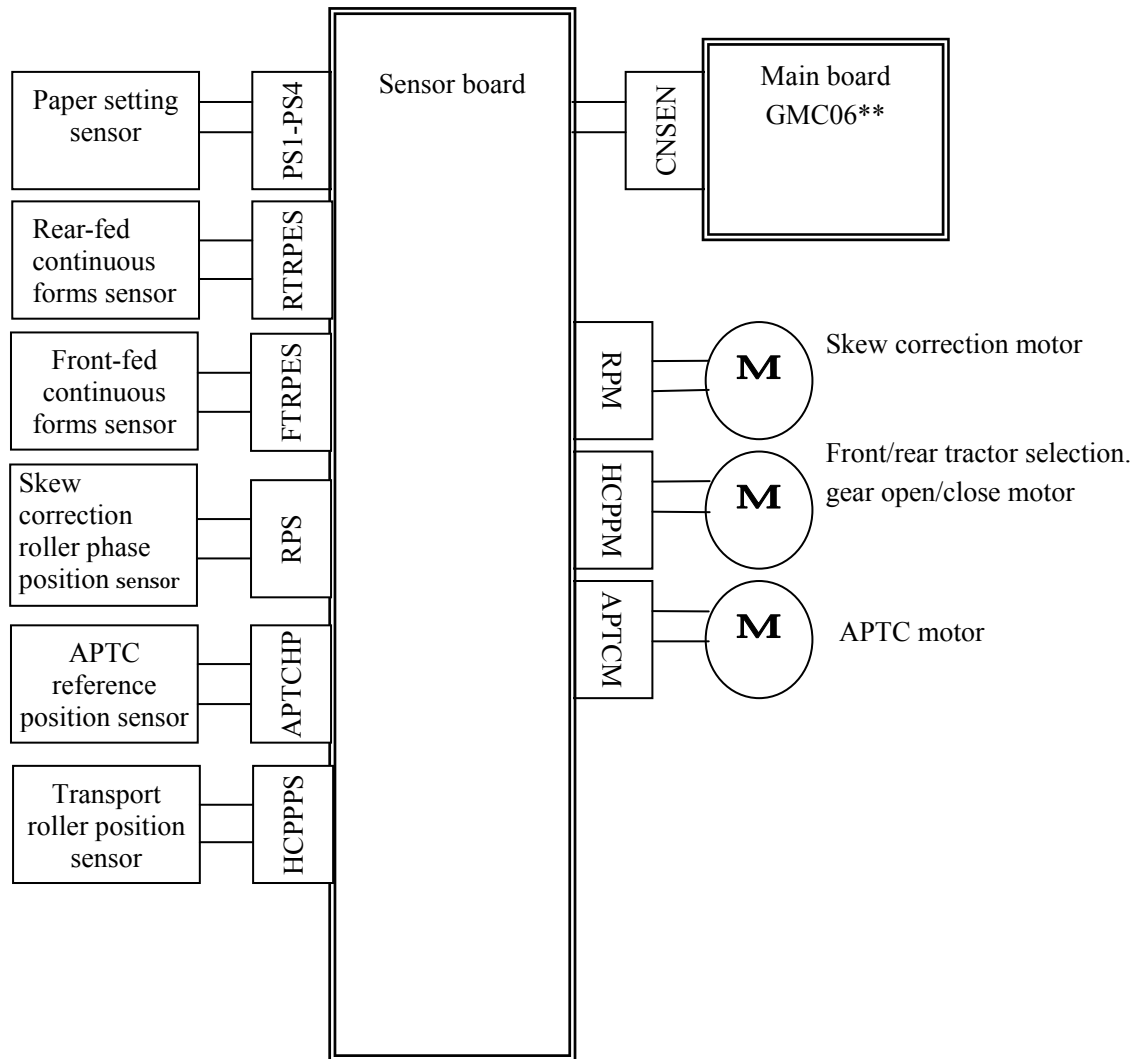 Sensor board
Main board
GMC06**
CNSEN
Paper setting
sensor
PS1-PS4
Rear-fed
continuous
forms sensor
RTRPES
Front-fed
continuous
forms sensor
FTRPES
Skew
correction
roller phase
position sensor
RPS
APTC
reference
position sensor
APTCHP
Transport
roller position
sensor
HCPPPS
RPM
M
Skew correction motor
HCPPM
M
Front/rear tractor selection.
gear open/close motor
APTCM
M
APTC motor